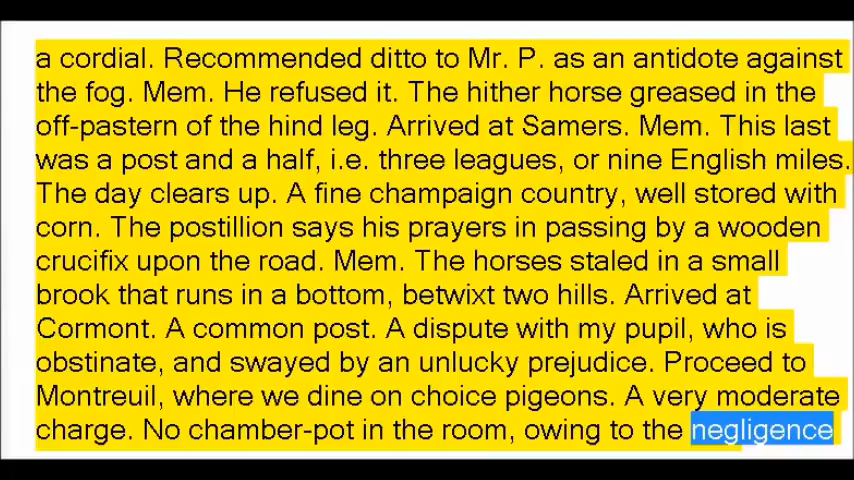 a cordial. Recommended ditto to Mr. P. as an antidote against
the fog. Mem. He refused it. The hither horse greased in the
off-pastern of the hind leg. Arrived at Samers. Mem. This last
was a post and a half, i.e. three leagues, or nine English miles.
The day clears up. A fine champaign country, well stored with
corn. The postillion says his prayers in passing by a wooden
crucifix upon the road. Mem. The horses staled in a small
brook that runs in a bottom, betwixt two hills. Arrived at
Cormont. A common post. A dispute with my pupil, who is
obstinate, and swayed by an unlucky prejudice. Proceed to
Montreuil, where we dine on choice pigeons. A very moderate
charge. No chamber-pot in the room, owing to the negligence